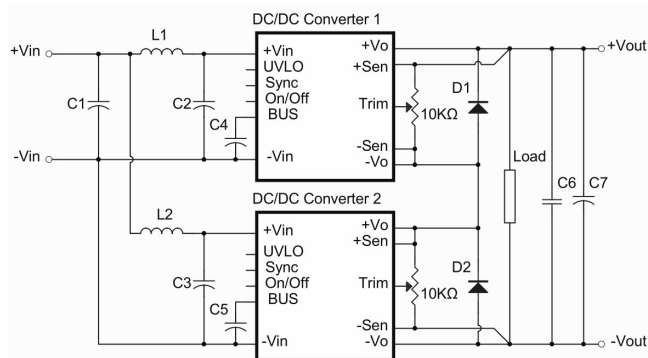 DC/DC Converter 1
L1
+Vin
+Vin
UVLO
Sync
On/Off
BUS
-Vin
C1
C2
C4
-Vin
+Vo
+Sen
Trim
-Sen
-Vo
10KΩ
D1
+Vout
Load
C6
C7
DC/DC Converter 2
L2
+Vin
UVLO
Sync
On/Off
BUS
-Vin
C3
C5
+Vo
+Sen
Trim
-Sen
-Vo
10KΩ
D2
-Vout